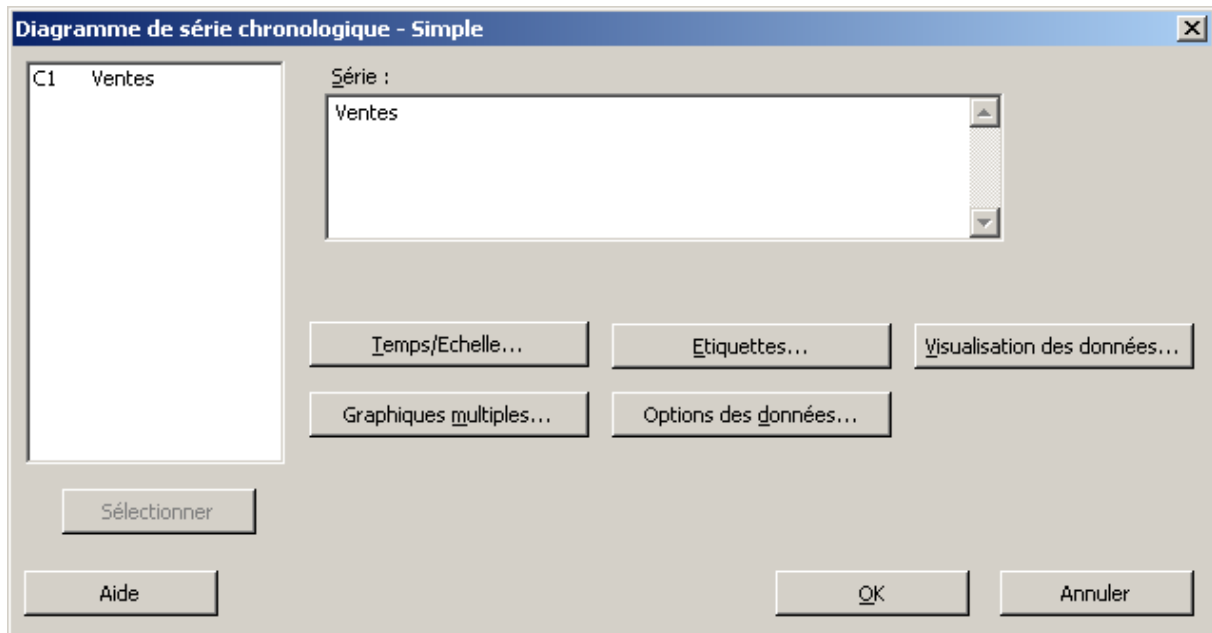 Diagramme de série chronologique - Simple
C1 Ventes
Série :
Ventes
Temps/Echelle...
Etiquettes...
Visualisation des données...
Graphiques multiples...
Options des données...
Sélectionner
Aide
OK
Annuler